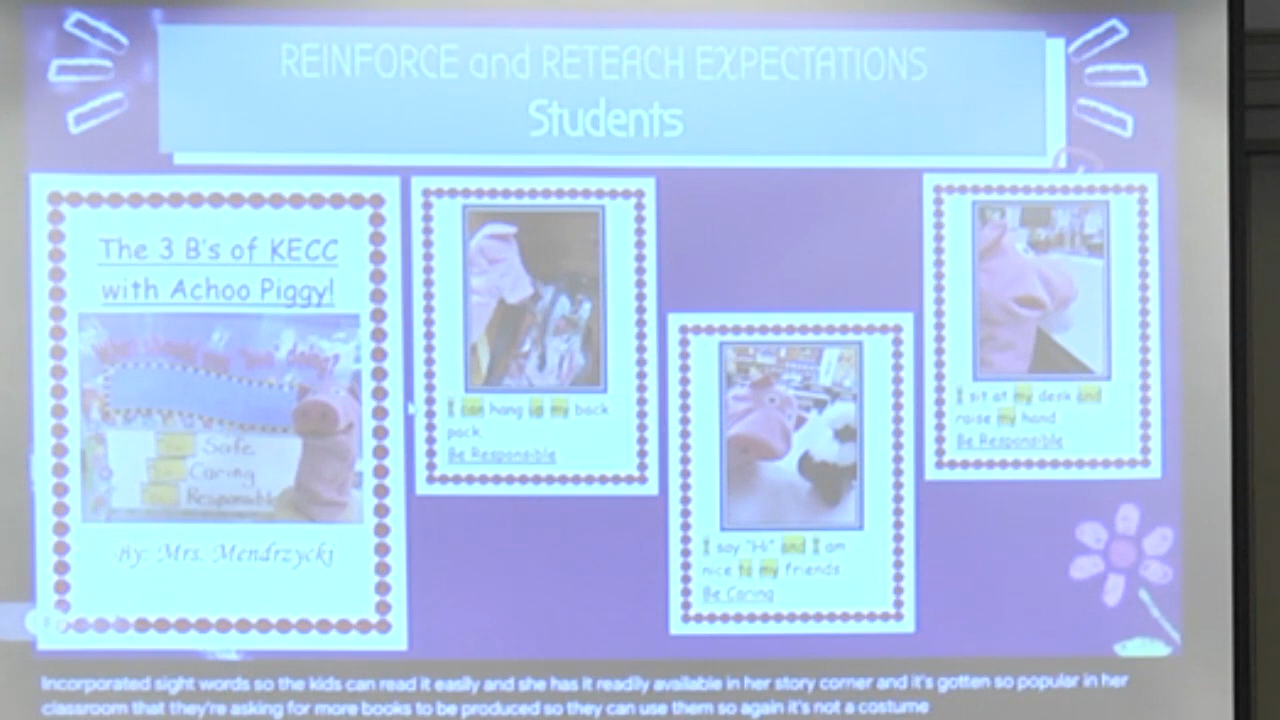 REINFORCE and RETEACH EXPECTATIONS
Students
The 3 B's of KECC
with Achoo Piggy!
Safe
Caring
Responsible
By: Mrs. Mendrzycki
I can hang up my back
pack.
Be Responsible
I say "Hi" and I am
nice to my friends
Be Caring
I sit at my desk and
raise my hand
Be Responsible
Incorporated sight words so the kids can read it easily and she has it readily available in her story corner and it's gotten so popular in her
classroom that they're asking for more books to be produced so they can use them so again it's not a costume